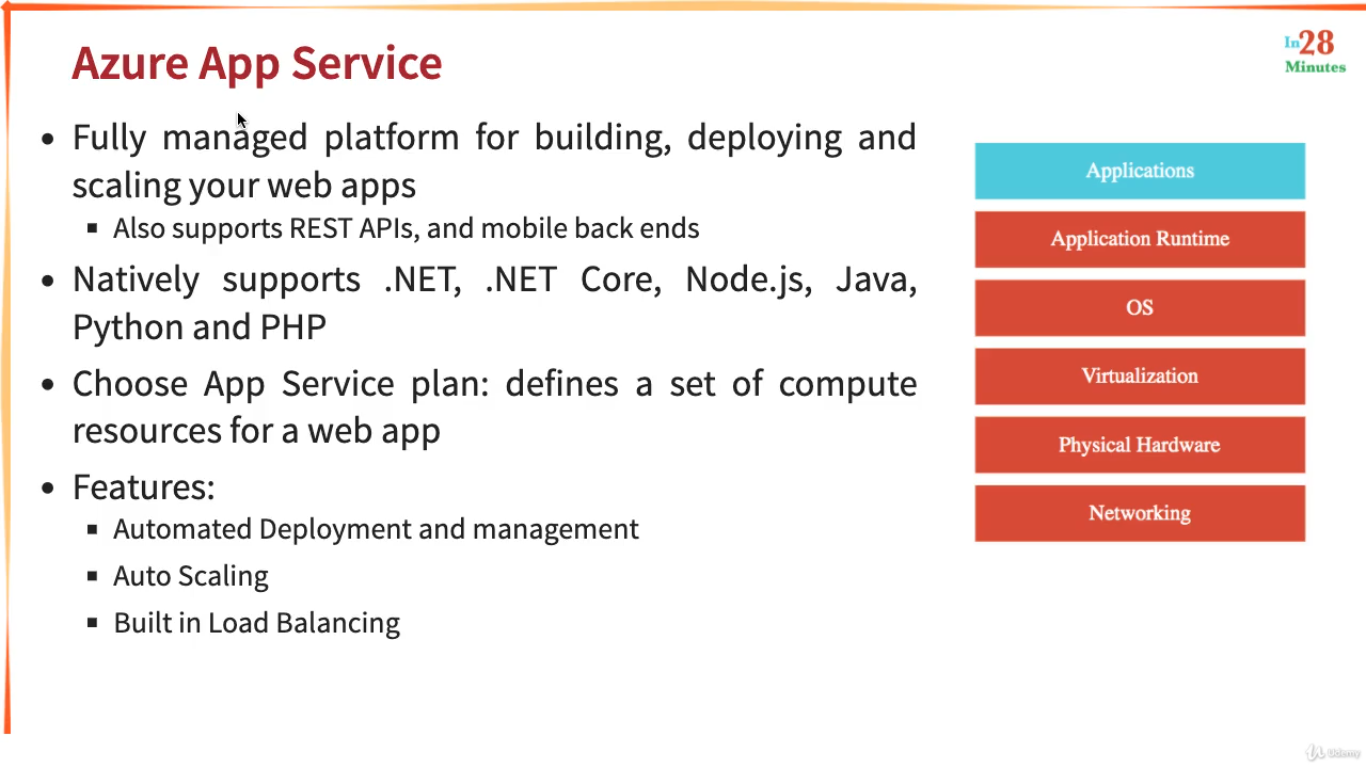 Azure App Service
In28
Minutes
• Fully managed platform for building, deploying and
scaling your web apps
▪ Also supports REST APIs, and mobile back ends
• Natively supports .NET, .NET Core, Node.js, Java,
Python and PHP
• Choose App Service plan: defines a set of compute
resources for a web app
• Features:
▪ Automated Deployment and management
▪ Auto Scaling
▪ Built in Load Balancing
Applications
Application Runtime
OS
Virtualization
Physical Hardware
Networking
Udemy